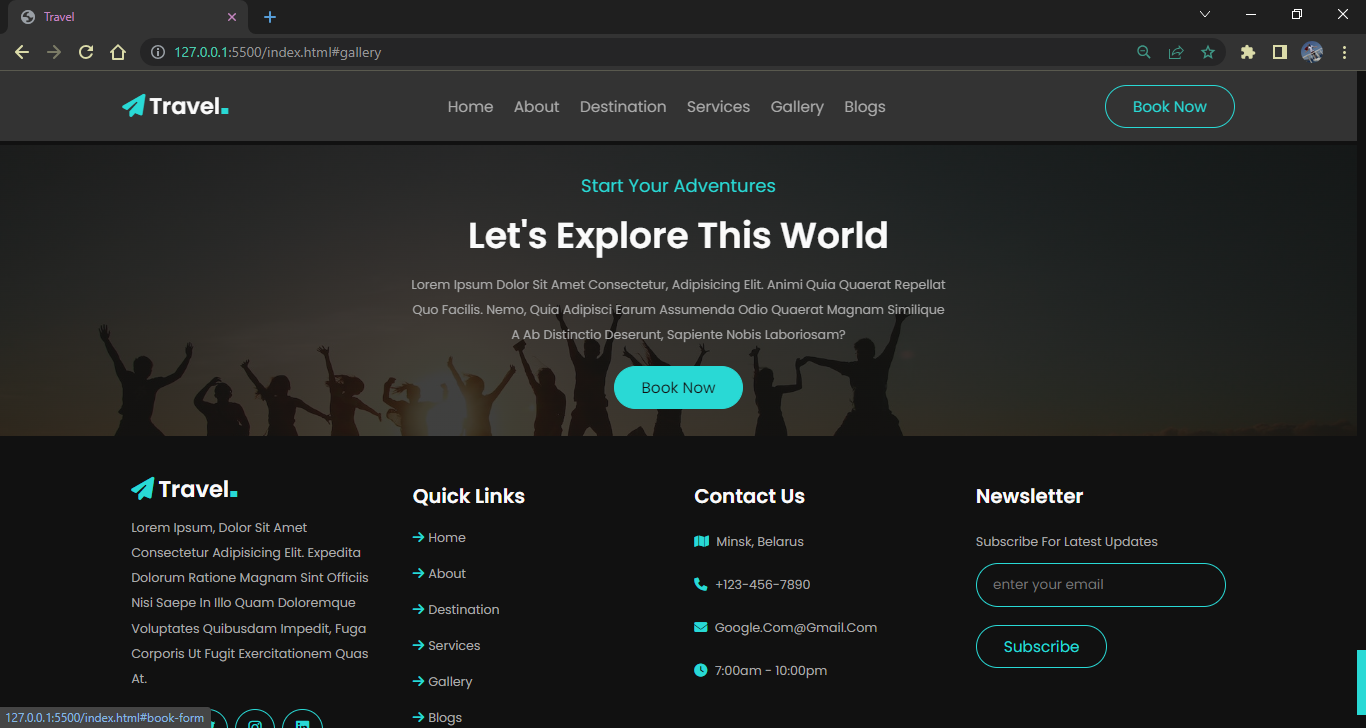 Travel
127.0.0.1:5500/index.html#gallery
Travel.
Home About Destination Services Gallery Blogs
Book Now
Start Your Adventures
Let's Explore This World
Lorem Ipsum Dolor Sit Amet Consectetur, Adipisicing Elit. Animi Quia Quaerat Repellat
Quo Facilis. Nemo, Quia Adipisci Earum Assumenda Odio Quaerat Magnam Similique
A Ab Distinctio Deserunt, Sapiente Nobis Laboriosam?
Book Now
Travel.
Lorem Ipsum, Dolor Sit Amet
Consectetur Adipisicing Elit. Expedita
Dolorum Ratione Magnam Sint Officiis
Nisi Saepe In Illo Quam Doloremque
Voluptates Quibusdam Impedit, Fuga
Corporis Ut Fugit Exercitationem Quas
At.
Quick Links
Home
About
Destination
Services
Gallery
Blogs
Contact Us
Minsk, Belarus
+123-456-7890
Google.Com@Gmail.Com
7:00am - 10:00pm
Newsletter
Subscribe For Latest Updates
enter your email
Subscribe
127.0.0.1:5500/index.html#book-form